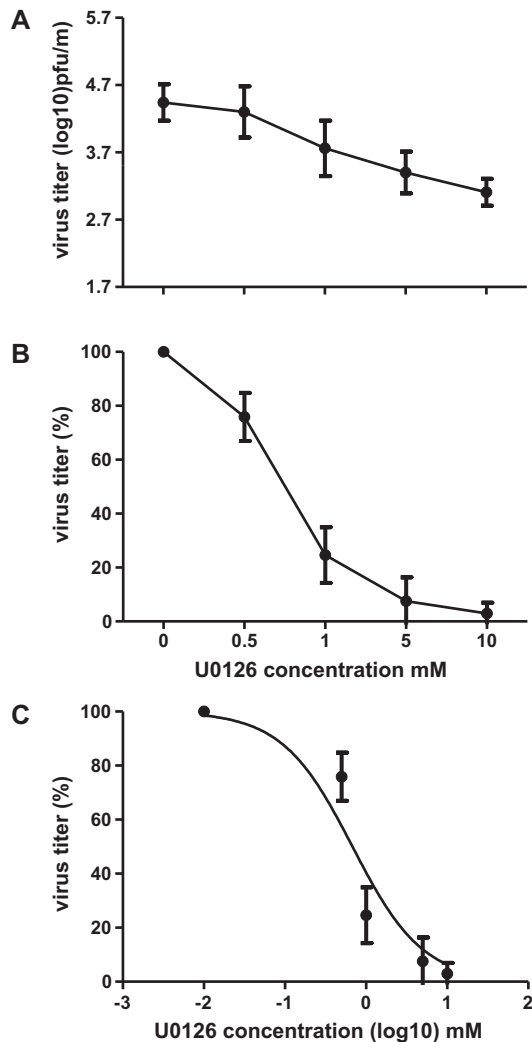 A
virus titer (log10)pfu/m)
5.7
4.7
3.7
2.7
1.7
B
virus titer (%)
100
80
60
40
20
0
0 0.5 1 5 10
U0126 concentration mM
C
virus titer (%)
100
80
60
40
20
0
-3 -2 -1 0 1 2
U0126 concentration (log10) mM